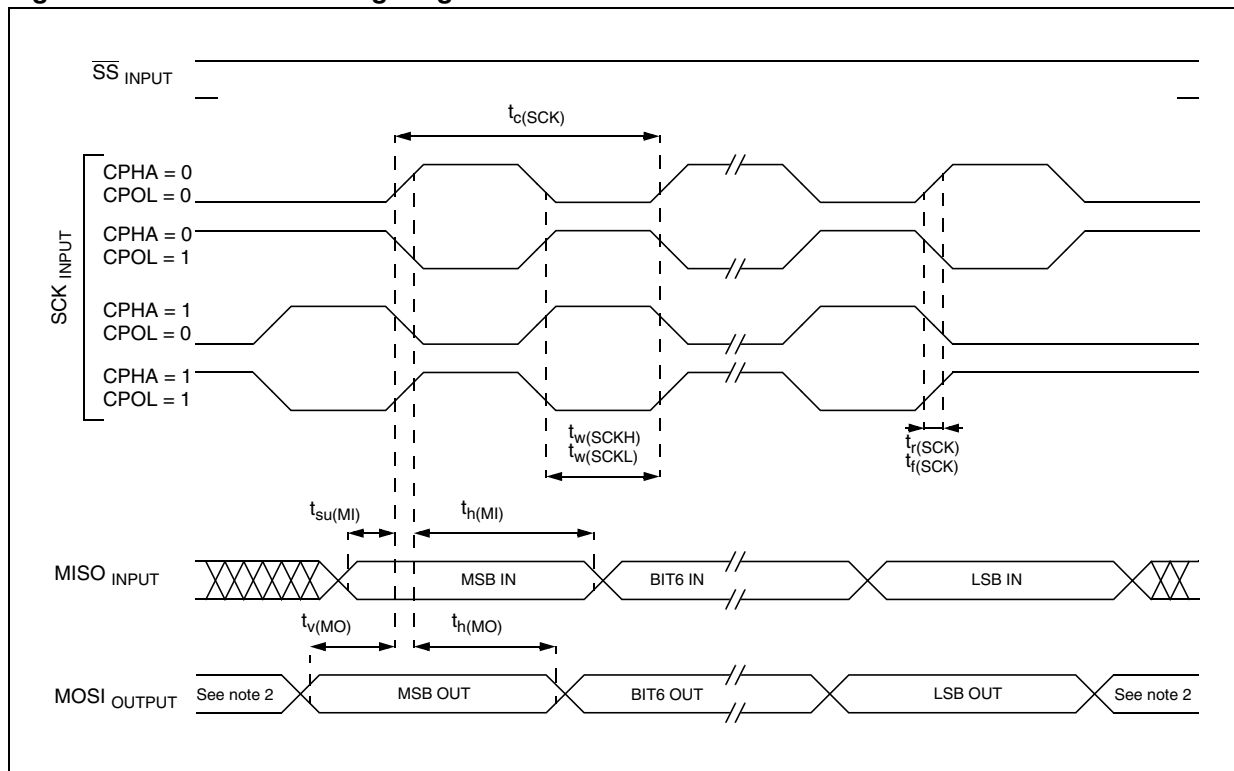 SS INPUT
tc(SCK)
SCK INPUT
CPHA = 0
CPOL = 0
CPHA = 0
CPOL = 1
CPHA = 1
CPOL = 0
CPHA = 1
CPOL = 1
tw(SCKH)
tw(SCKL)
tr(SCK)
tf(SCK)
tsu(MI)
th(MI)
MISO INPUT
MSB IN
BIT6 IN
LSB IN
tv(MO)
th(MO)
MOSI OUTPUT
See note 2
MSB OUT
BIT6 OUT
LSB OUT
See note 2